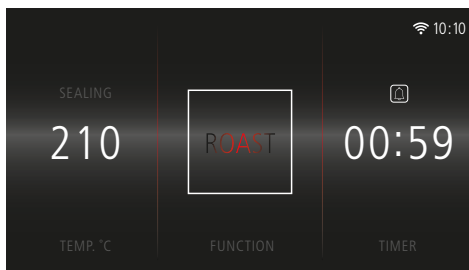 10:10
SEALING
210
ROAST
00:59
TEMP. °C
FUNCTION
TIMER